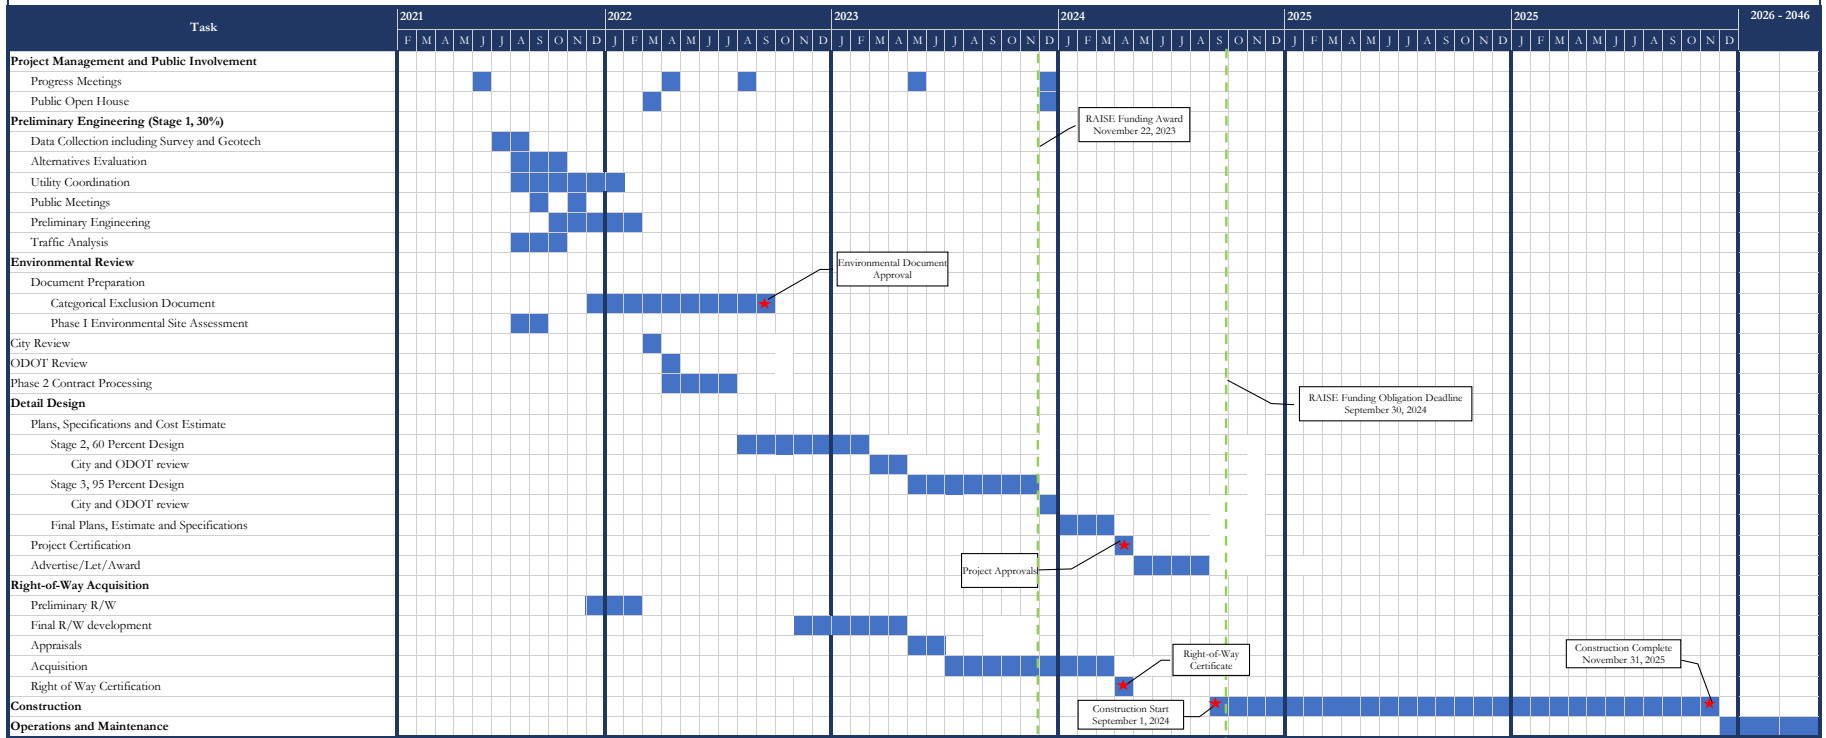 Task
2021 2022 2023 2024 2025 2025 2026 - 2046
F M A M J J A S O N D J F M A M J J A S O N D J F M A M J J A S O N D J F M A M J J A S O N D J F M A M J J A S O N D J F M A M J J A S O N D
Project Management and Public Involvement
Progress Meetings
Public Open House
Preliminary Engineering (Stage 1, 30%)
RAISE Funding Award
November 22, 2023
Data Collection including Survey and Geotech
Alternatives Evaluation
Utility Coordination
Public Meetings
Preliminary Engineering
Traffic Analysis
Environmental Review
Environmental Document
Approval
Document Preparation
Categorical Exclusion Document
Phase I Environmental Site Assessment
City Review
ODOT Review
Phase 2 Contract Processing
Detail Design
RAISE Funding Obligation Deadline
September 30, 2024
Plans, Specifications and Cost Estimate
Stage 2, 60 Percent Design
City and ODOT review
Stage 3, 95 Percent Design
City and ODOT review
Final Plans, Estimate and Specifications
Project Certification
Advertise/Let/Award
Project Approvals
Right-of-Way Acquisition
Preliminary R/W
Final R/W development
Appraisals
Right-of-Way
Certificate
Construction Complete
November 31, 2025
Acquisition
Right of Way Certification
Construction
Construction Start
September 1, 2024
Operations and Maintenance